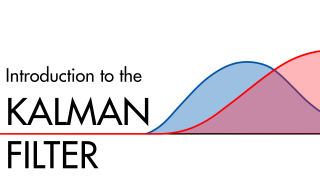 Introduction to the
KALMAN
FILTER